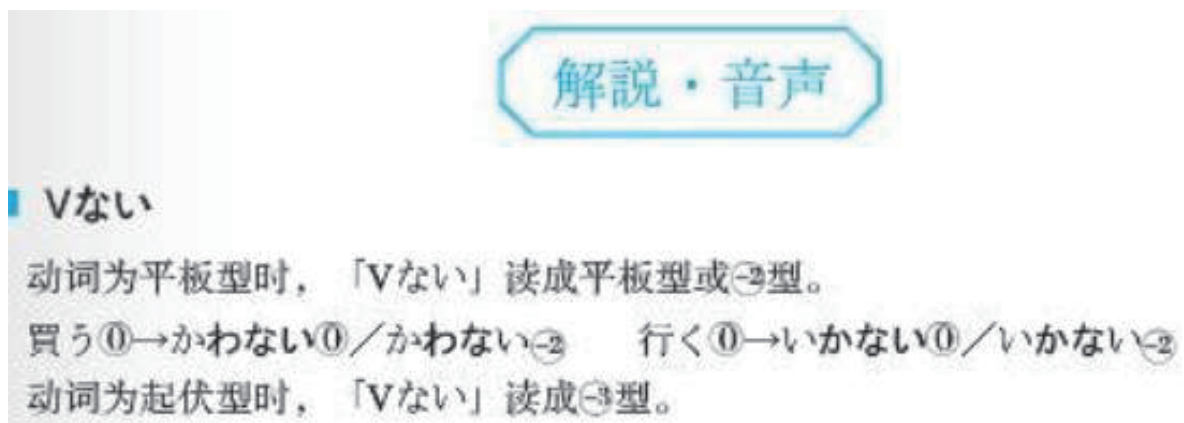 解説・音声
Vない
动词为平板型时，「Vない」读成平板型或㊀2型。
買う⓪→かわない⓪／かわない-2 行く⓪→いかない⓪／いかない-2
动词为起伏型时，「Vない」读成-3型。